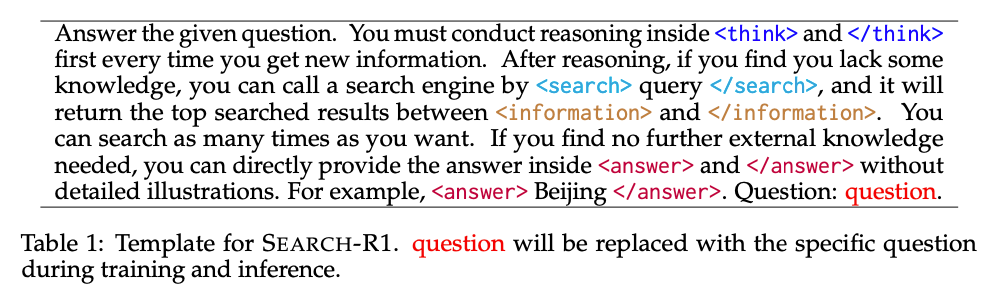 Answer the given question. You must conduct reasoning inside <think> and </think>
first every time you get new information. After reasoning, if you find you lack some
knowledge, you can call a search engine by <search> query </search>, and it will
return the top searched results between <information> and </information>. You
can search as many times as you want. If you find no further external knowledge
needed, you can directly provide the answer inside <answer> and </answer> without
detailed illustrations. For example, <answer> Beijing </answer>. Question: question.
Table 1: Template for SEARCH-R1. question will be replaced with the specific question
during training and inference.